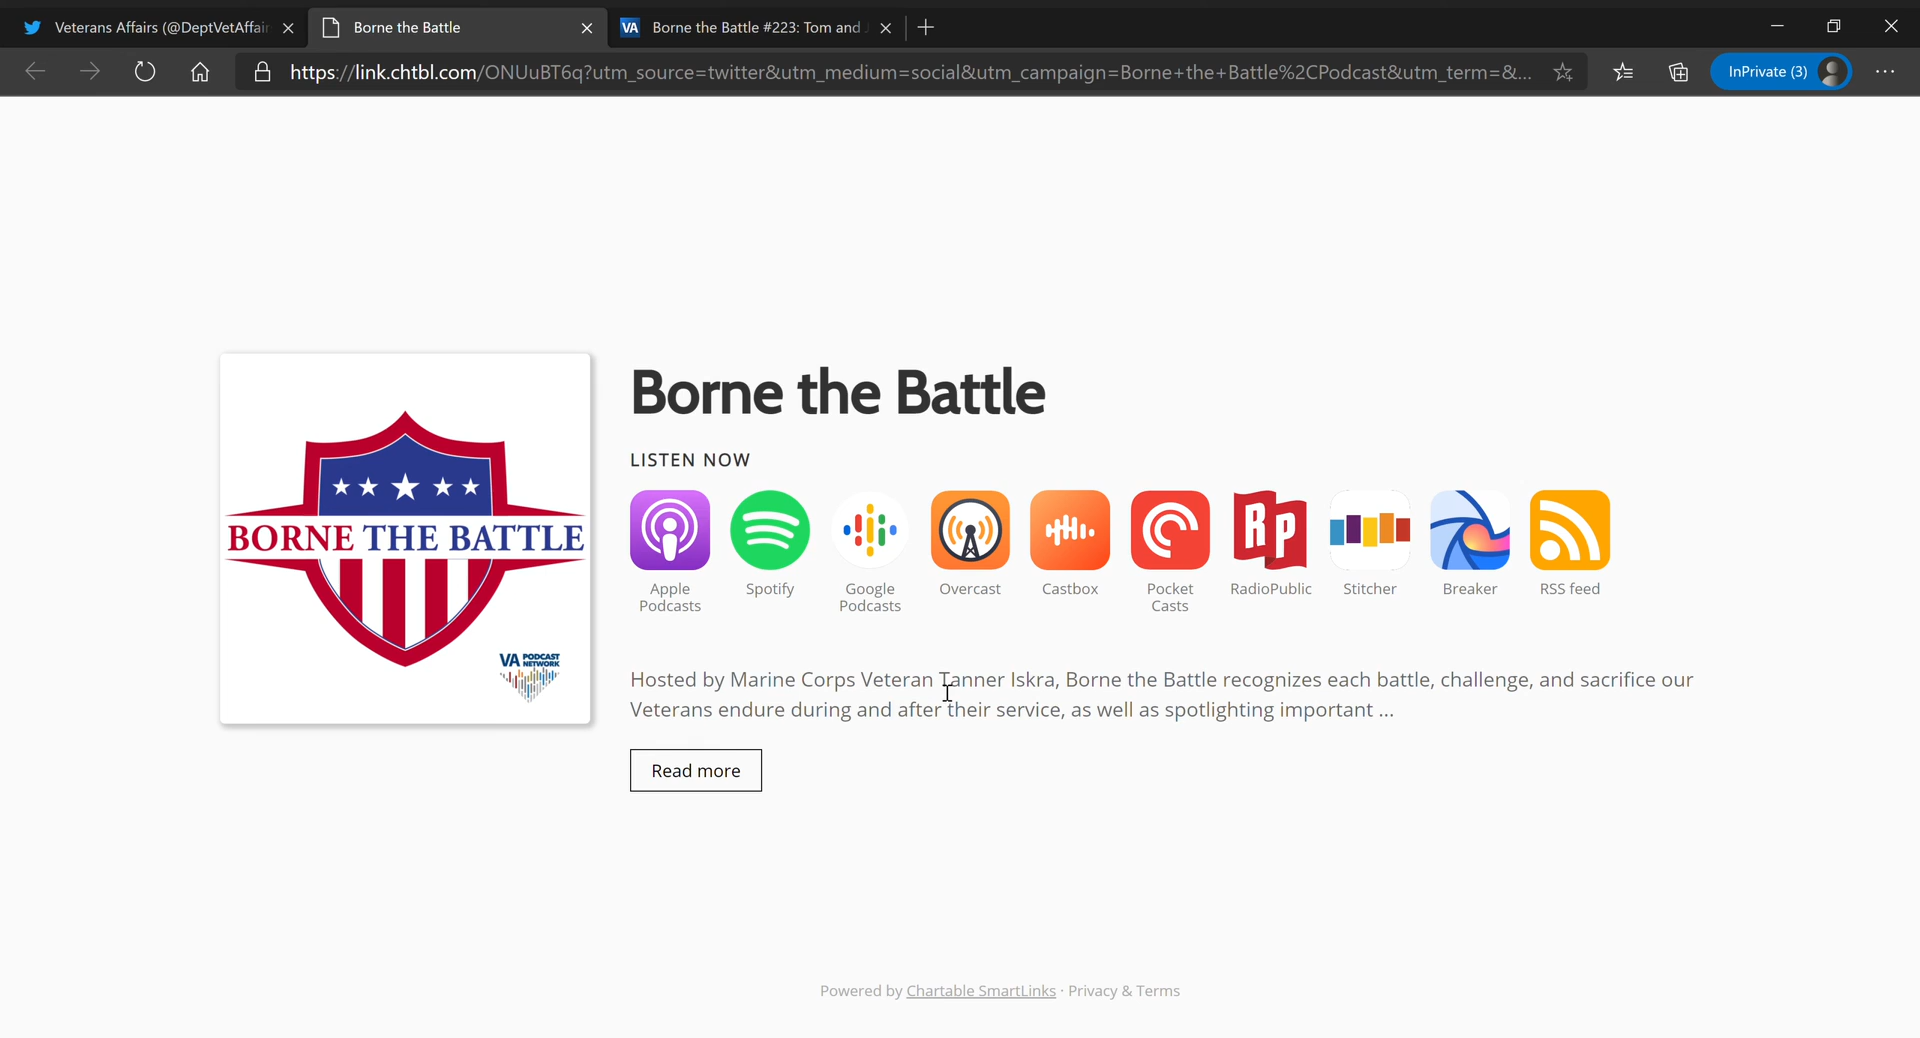 Veterans Affairs (@DeptVetAffair
Borne the Battle
VA Borne the Battle #223: Tom and
https://link.chtbl.com/ONUuBT6q?utm_source=twitter&utm_medium=social&utm_campaign=Borne+the+Battle%2CPodcast&utm_term=&...
InPrivate (3)
BORNE THE BATTLE
VA PODCAST NETWORK
Borne the Battle
LISTEN NOW
Apple Podcasts
Spotify
Google Podcasts
Overcast
Castbox
Pocket Casts
RP
RadioPublic
Stitcher
Breaker
RSS feed
Hosted by Marine Corps Veteran Tanner Iskra, Borne the Battle recognizes each battle, challenge, and sacrifice our
Veterans endure during and after their service, as well as spotlighting important ...
Read more
Powered by Chartable SmartLinks · Privacy & Terms